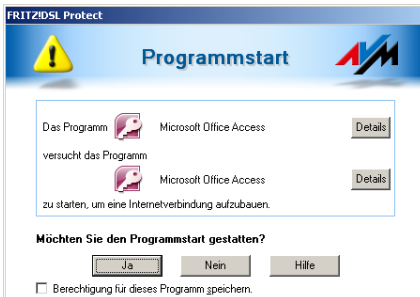 FRITZ!DSL Protect
Programmstart
AVM
Das Programm Microsoft Office Access Details
versucht das Programm
Microsoft Office Access Details
zu starten, um eine Internetverbindung aufzubauen.
Möchten Sie den Programmstart gestatten?
Ja Nein Hilfe
Berechtigung für dieses Programm speichern.